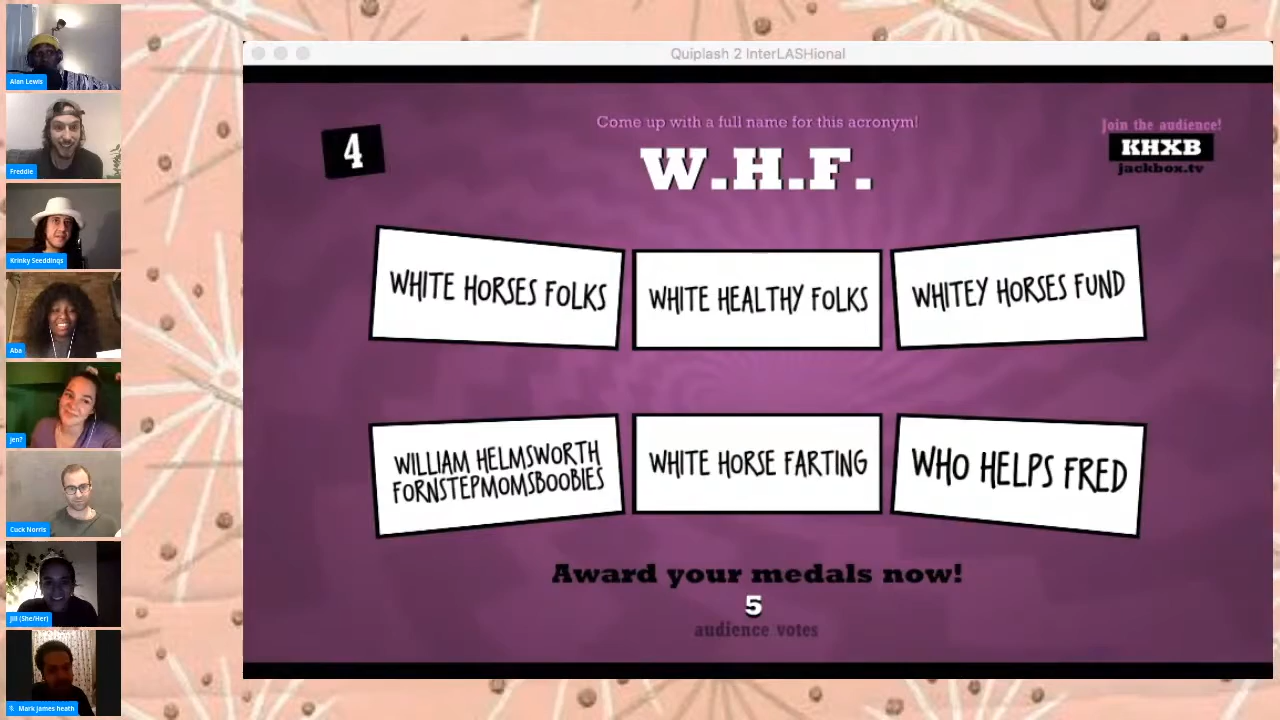 Alan Lewis
Freddie
Krinky Seeddings
Aba
jen?
Cuck Norris
Jill (She/Her)
Mark james heath
Quiplash 2 InterLASHional
4
Come up with a full name for this acronym!
W.H.F.
Join the audience!
KHXB
jackbox.tv
WHITE HORSES FOLKS
WHITE HEALTHY FOLKS
WHITEY HORSES FUND
WILLIAM HELMSWORTH
FORNSTEPMOMSBOOBIES
WHITE HORSE FARTING
WHO HELPS FRED
Award your medals now!
5
audience votes